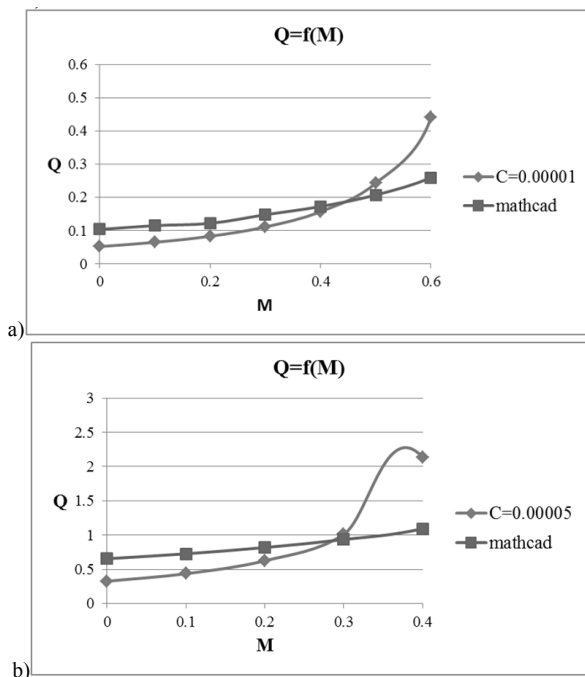 Q=f(M)
0.6
0.5
0.4
0.3
0.2
0.1
0
Q
0 0.2 0.4 0.6
M
C=0.00001
mathcad
a)
Q=f(M)
3
2.5
2
1.5
1
0.5
0
Q
0 0.1 0.2 0.3 0.4
M
C=0.00005
mathcad
b)